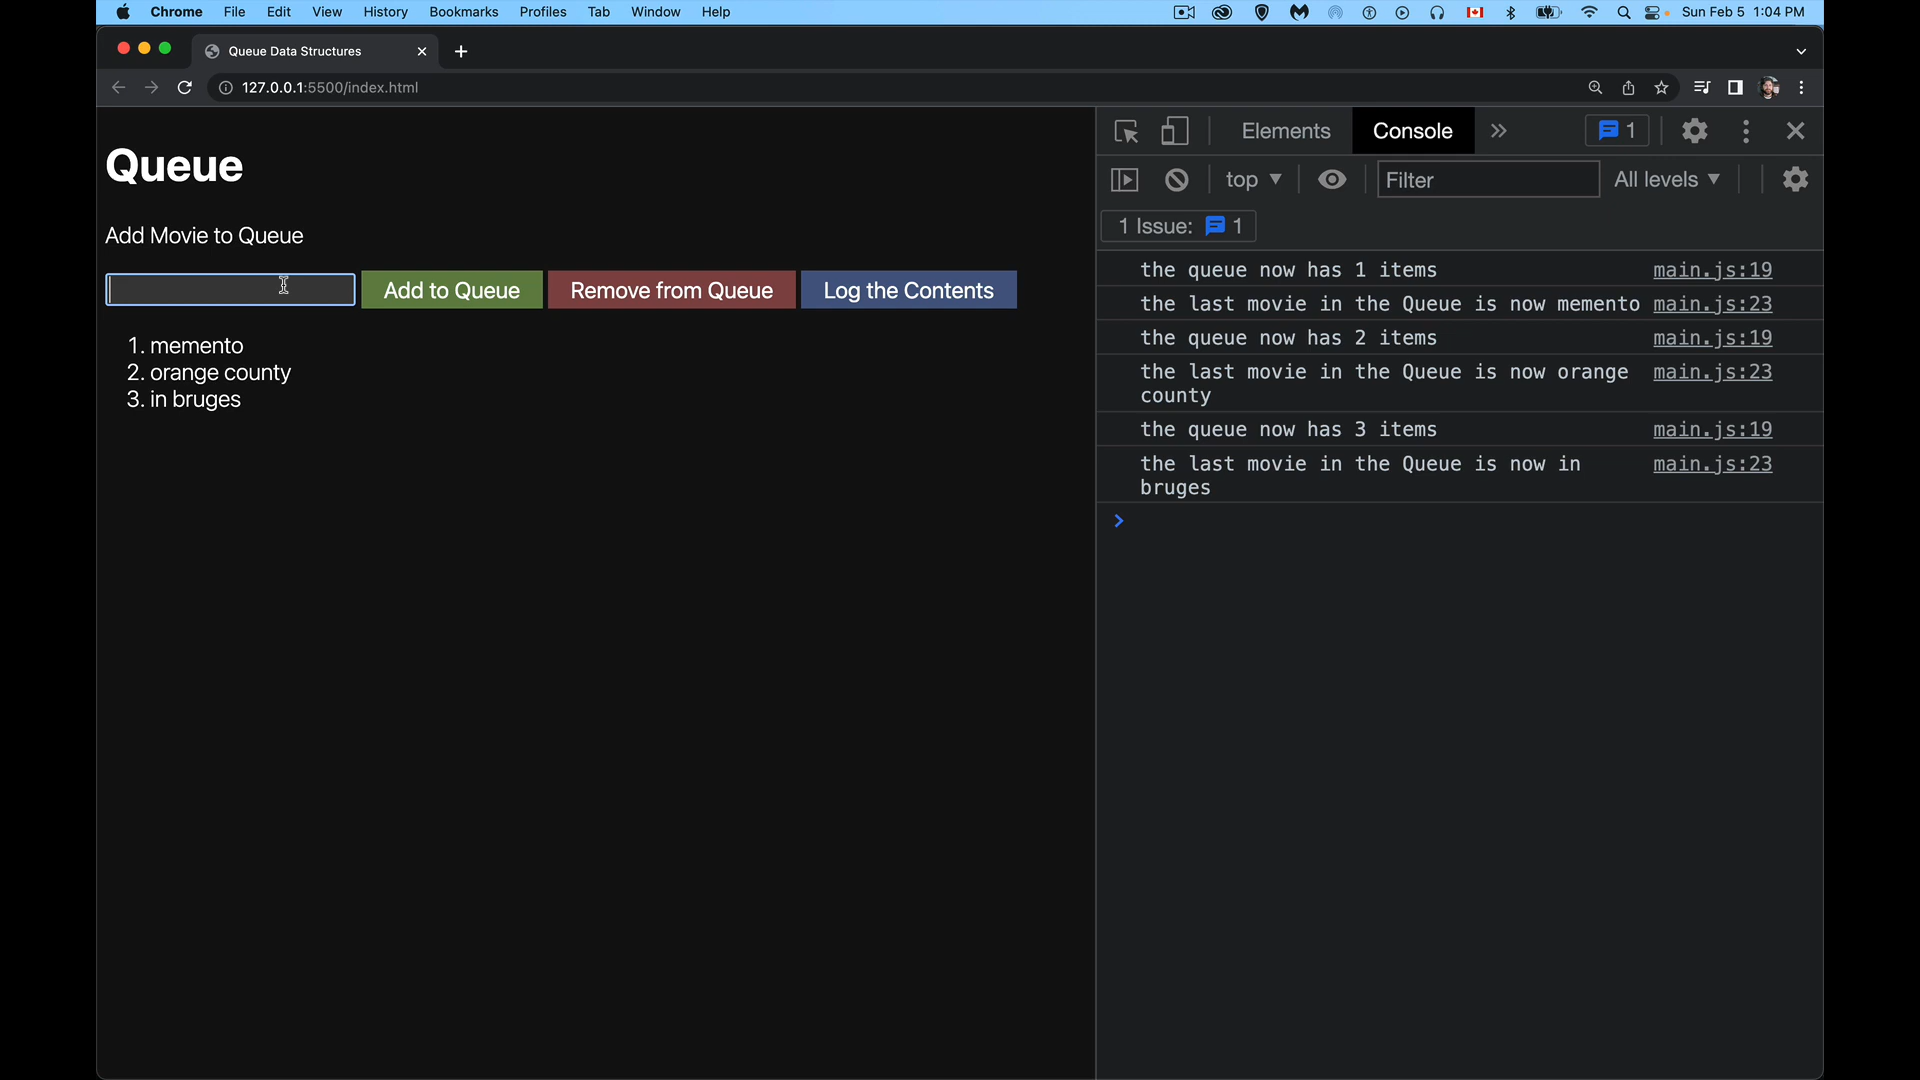 Chrome File Edit View History Bookmarks Profiles Tab Window Help Sun Feb 5 1:04 PM
Queue Data Structures
127.0.0.1:5500/index.html
Queue
Add Movie to Queue
Add to Queue Remove from Queue Log the Contents
1. memento
2. orange county
3. in bruges
Elements Console 1
top Filter All levels
1 Issue: 1
the queue now has 1 items main.js:19
the last movie in the Queue is now memento main.js:23
the queue now has 2 items main.js:19
the last movie in the Queue is now orange main.js:23
county
the queue now has 3 items main.js:19
the last movie in the Queue is now in main.js:23
bruges